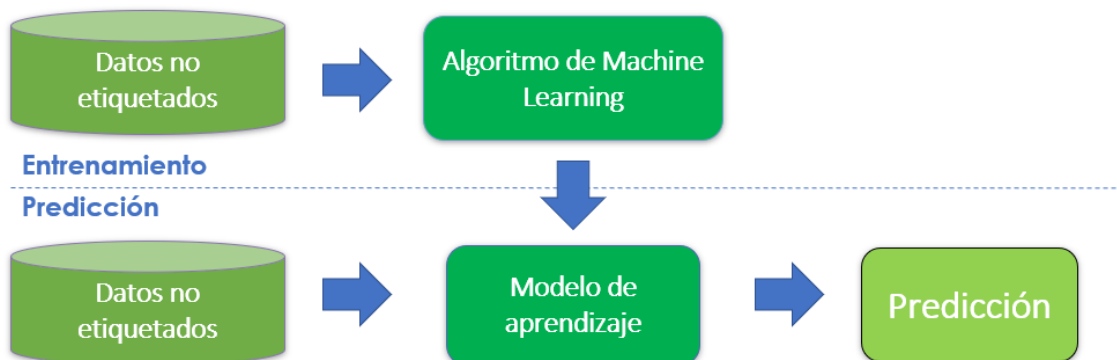 Datos no
etiquetados
Algoritmo de Machine
Learning
Entrenamiento
Predicción
Datos no
etiquetados
Modelo de
aprendizaje
Predicción